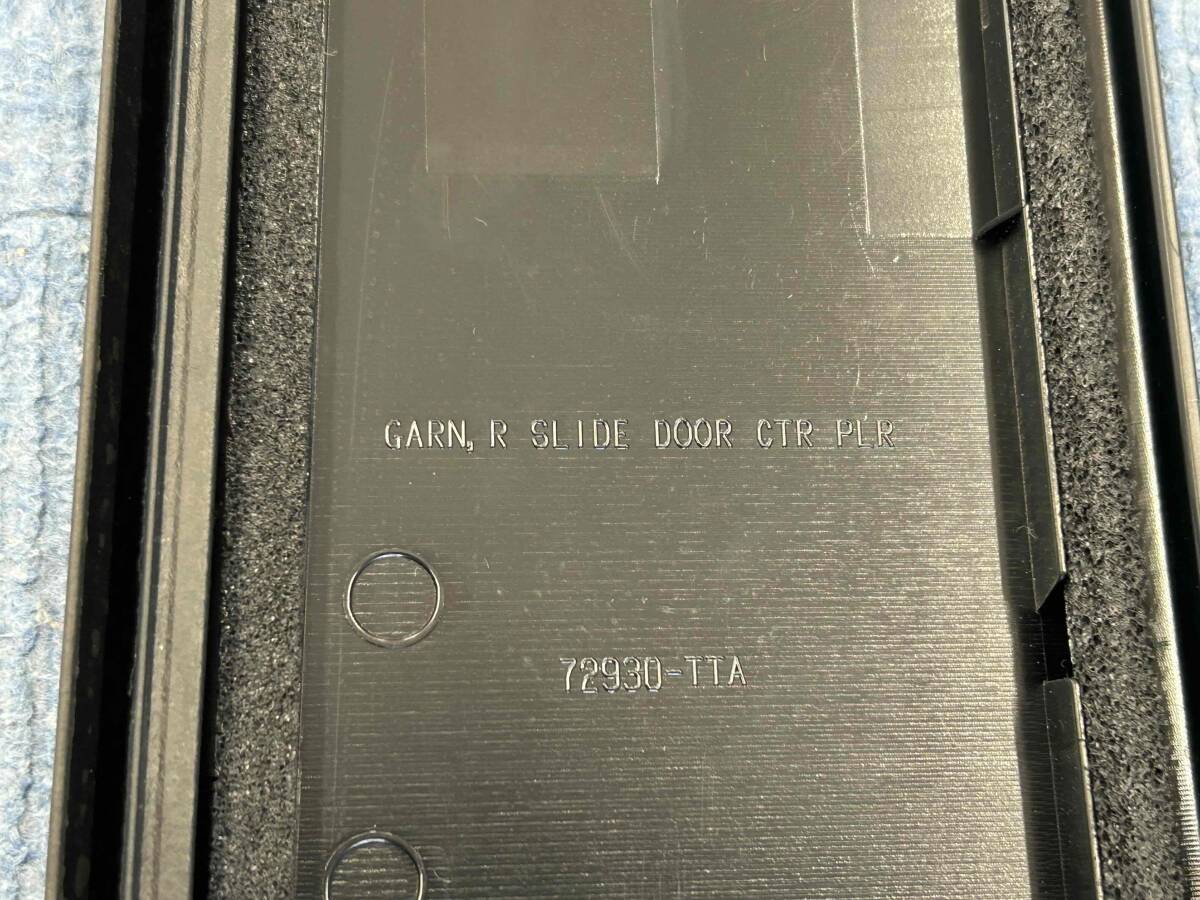 GARN, R SLIDE DOOR CTR PLR
72930-TTA